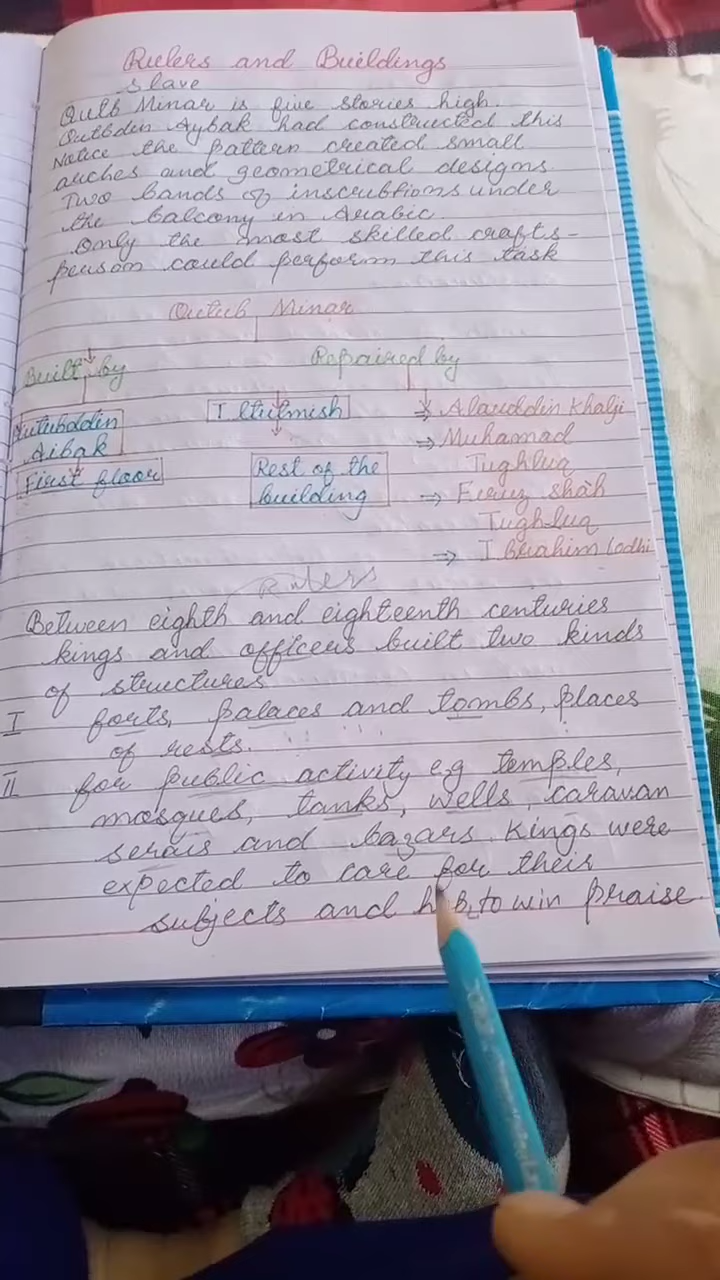 Rulers and Buildings
slave
Qutb Minar is five stories high.
Qutbdin Aybak had constructed this
Notice the pattern created small
arches and geometrical designs
Two bands of inscrubtions under
the balcony in Arabic.
Only the most skilled crafts-
person could perform this task
Qutub Minar
Built by
Repaired by
Qutubddin
Aibak
First floor
Iltutmish
Rest of the
building
Alauddin Khalji
Muhamad
Tughluq
Firuz shah
Tughluq
Ibrahim lodhi
Rulers
Between eighth and eighteenth centuries
kings and officers built two kinds
of structures
I forts, palaces and tombs, places
of rests.
II for public activity e.g temples,
mosques, tanks, wells, caravan
serais and bazars. Kings were
expected to care for their
subjects and to win praise.